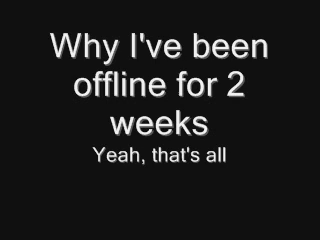 Why I've been
offline for 2
weeks
Yeah, that's all